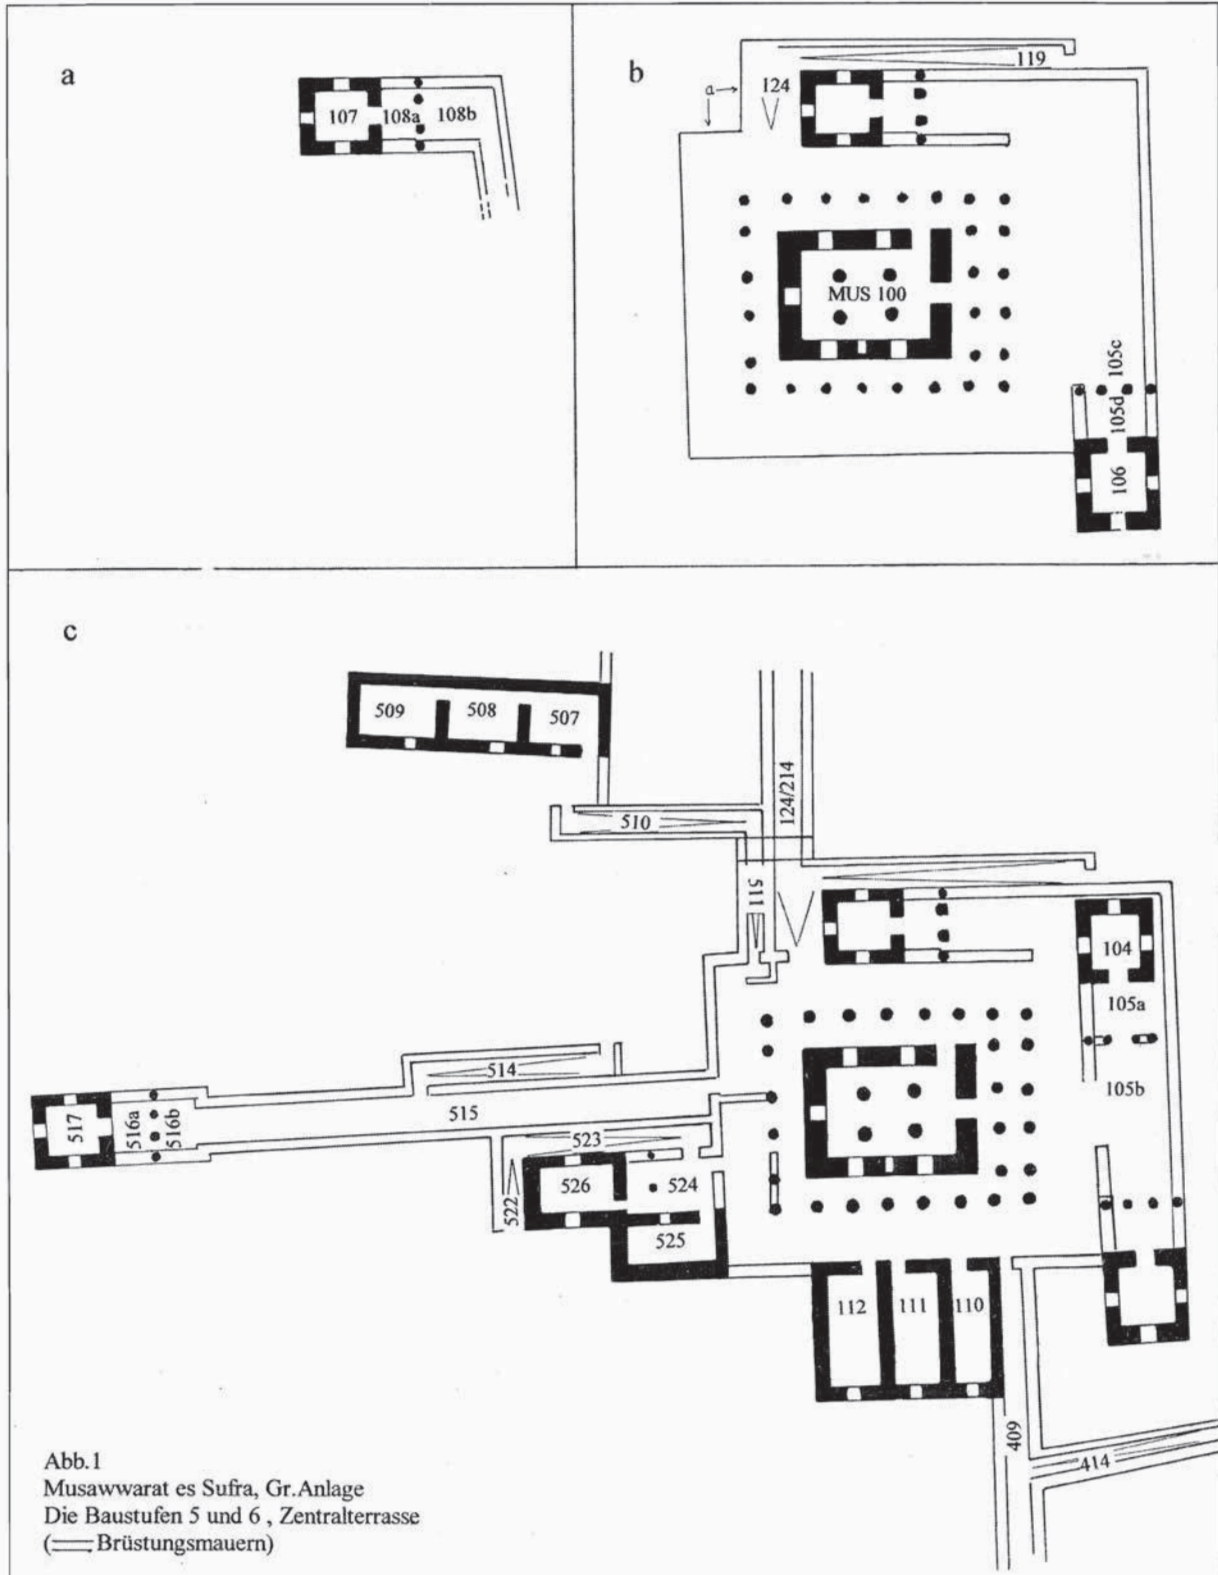 a
107 108a 108b
b
119
a
124
MUS 100
105c
105d
106
c
509 508 507
124/214
510
511
104
105a
514
105b
517 516a 516b
515
523
526 524
522
525
112 111 110
409
414
Abb.1
Musawwarat es Sufra, Gr.Anlage
Die Baustufen 5 und 6 , Zentralterrasse
(══Brüstungsmauern)